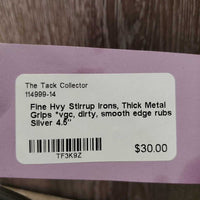 The Tack Collector
114999-14
Fine Hvy Stirrup Irons, Thick Metal
Grips *vgc, dirty, smooth edge rubs
Silver 4.5"
TF3K9Z
$30.00